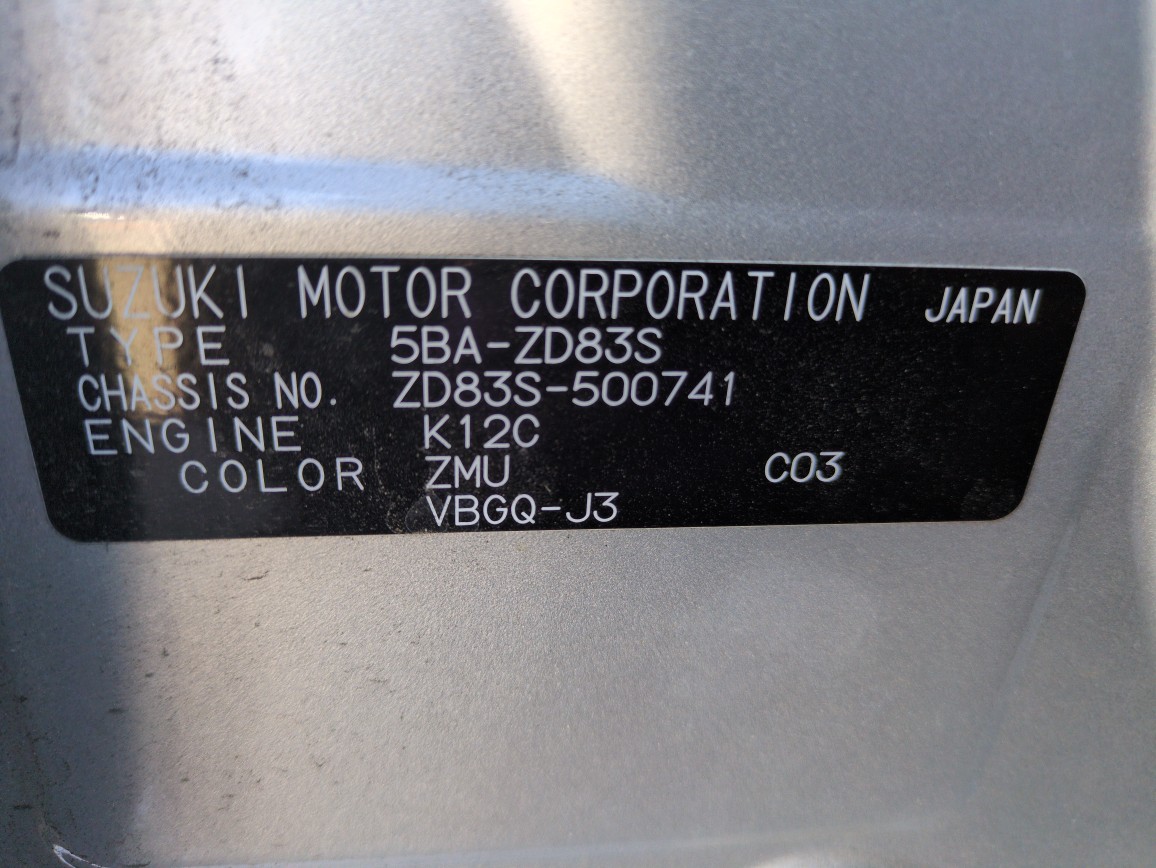 SUZUKI MOTOR CORPORATION JAPAN
TYPE 5BA-ZD83S
CHASSIS NO. ZD83S-500741
ENGINE K12C
COLOR ZMU C03
VBGQ-J3